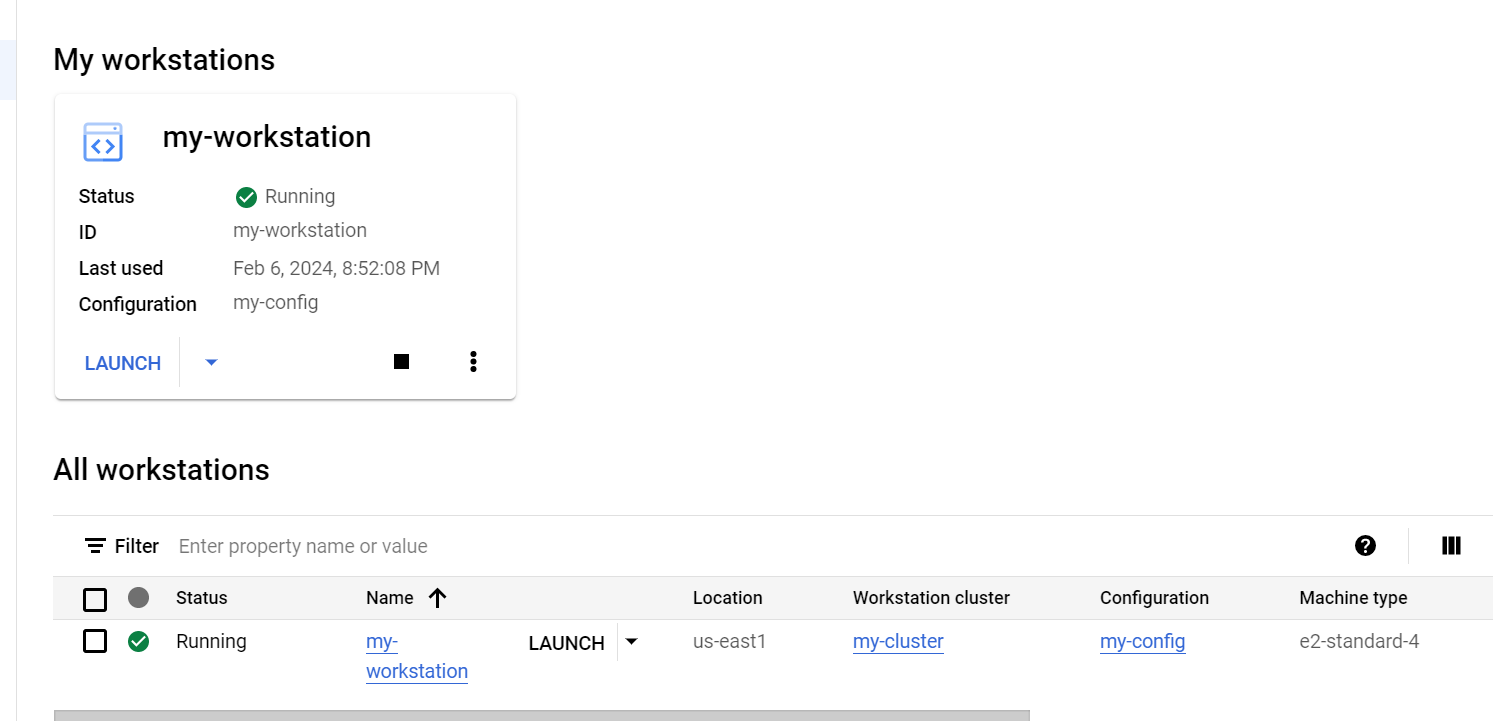 My workstations
my-workstation
Status Running
ID my-workstation
Last used Feb 6, 2024, 8:52:08 PM
Configuration my-config
LAUNCH
All workstations
Filter Enter property name or value
Status Name Location Workstation cluster Configuration Machine type
Running my- LAUNCH us-east1 my-cluster my-config e2-standard-4
workstation